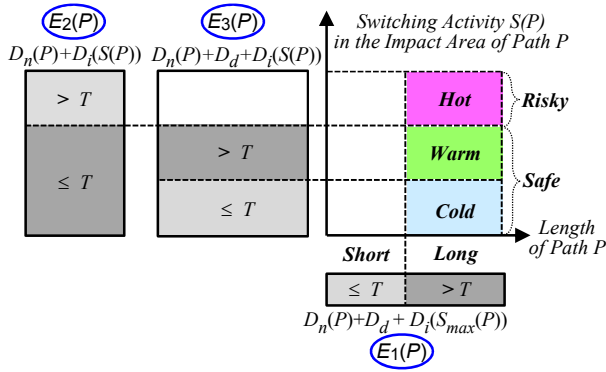 E2(P)
E3(P)
Switching Activity S(P)
in the Impact Area of Path P
Dn(P)+Di(S(P))
Dn(P)+Dd+Di(S(P))
> T
Hot
Risky
> T
Warm
≤ T
Safe
≤ T
Cold
Length
of Path P
Short
Long
≤ T
> T
Dn(P)+Dd + Di(Smax(P))
E1(P)